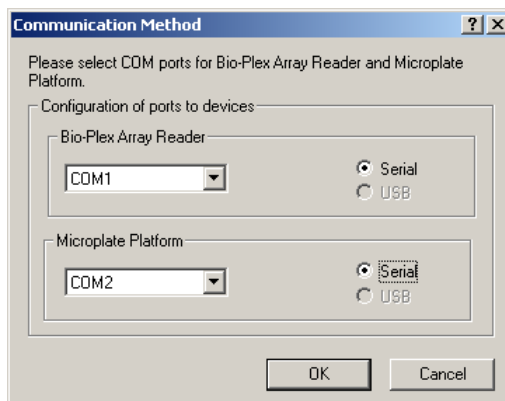 Communication Method
Please select COM ports for Bio-Plex Array Reader and Microplate
Platform.
Configuration of ports to devices
Bio-Plex Array Reader
COM1
Serial
USB
Microplate Platform
COM2
Serial
USB
OK
Cancel